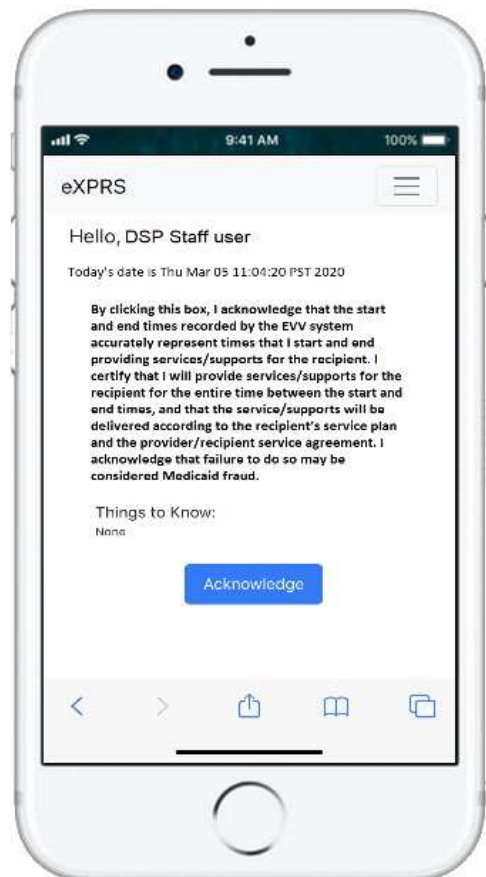 9:41 AM 100%
eXPRS
Hello, DSP Staff user
Today's date is Thu Mar 05 11:04:20 PST 2020
By clicking this box, I acknowledge that the start
and end times recorded by the EVV system
accurately represent times that I start and end
providing services/supports for the recipient. I
certify that I will provide services/supports for the
recipient for the entire time between the start and
end times, and that the service/supports will be
delivered according to the recipient's service plan
and the provider/recipient service agreement. I
acknowledge that failure to do so may be
considered Medicaid fraud.
Things to Know:
None
Acknowledge